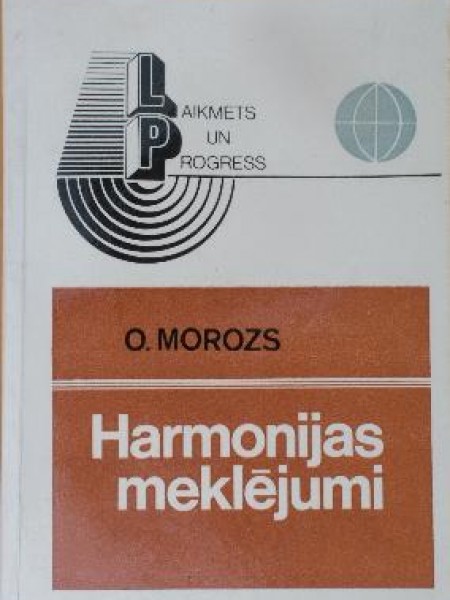 LAIKMETS
UN
PROGRESS
O. MOROZS
Harmonijas
meklējumi